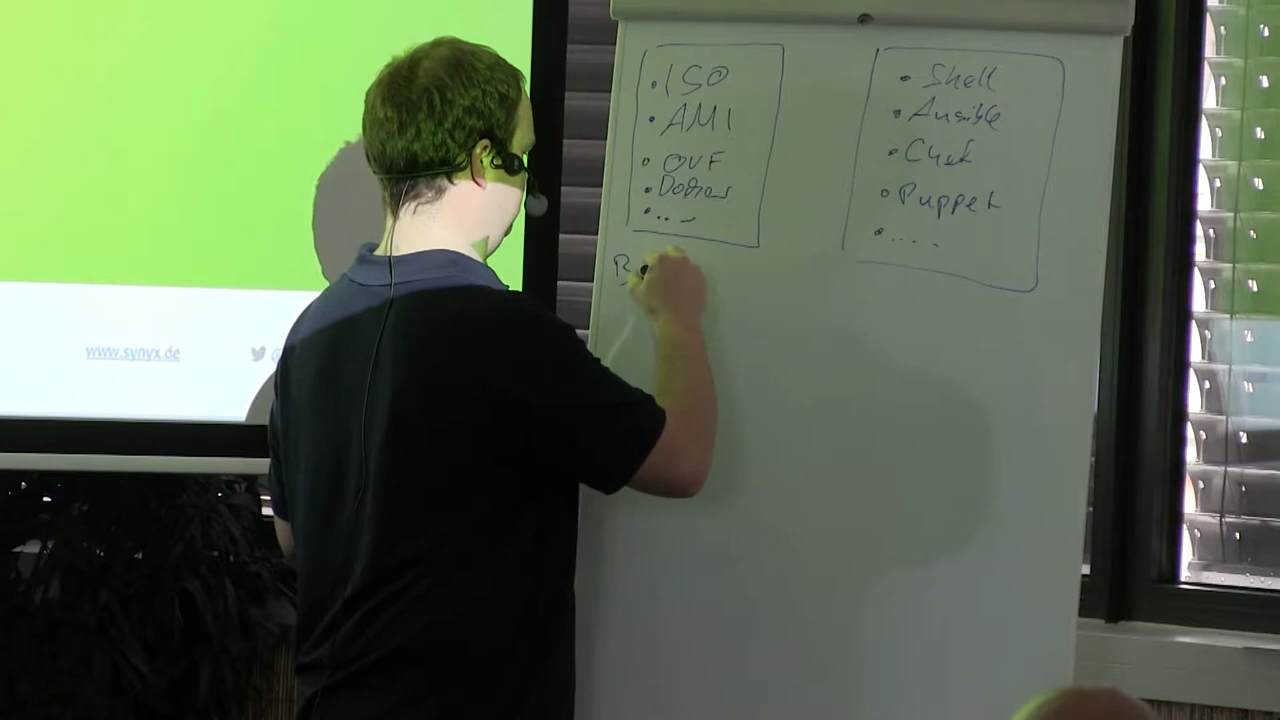 • ISO
• AMI
• OVF
• Docker
• ...
• Shell
• Ansible
• Chef
• Puppet
• ....
www.synyx.de